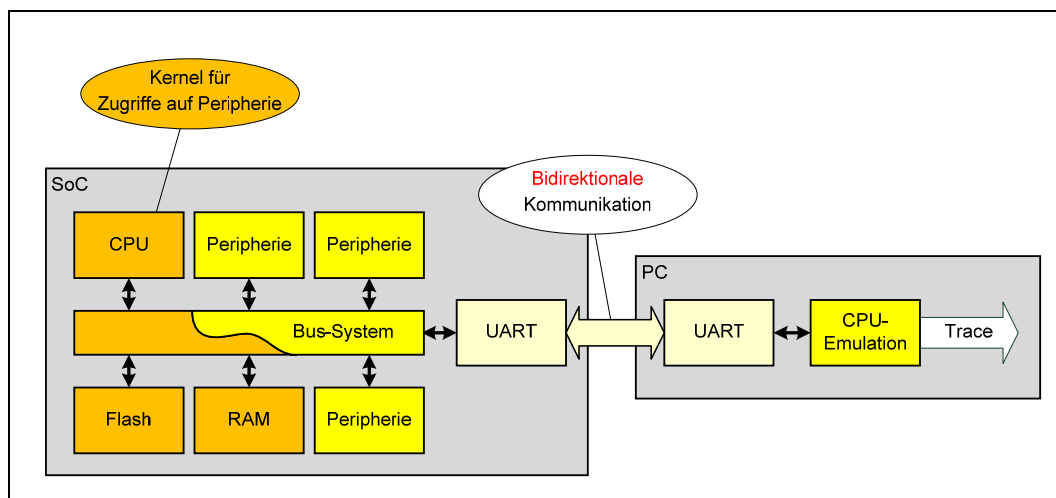 Kernel für
Zugriffe auf Peripherie
SoC
Bidirektionale
Kommunikation
CPU
Peripherie
Peripherie
PC
Bus-System
UART
UART
CPU-
Emulation
Trace
Flash
RAM
Peripherie